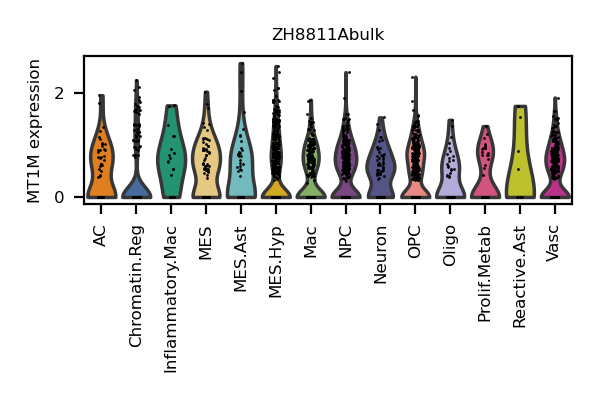 ZH8811Abulk
MT1M expression
2
0
AC
Chromatin.Reg
Inflammatory.Mac
MES
MES.Ast
MES.Hyp
Mac
NPC
Neuron
OPC
Oligo
Prolif.Metab
Reactive.Ast
Vasc